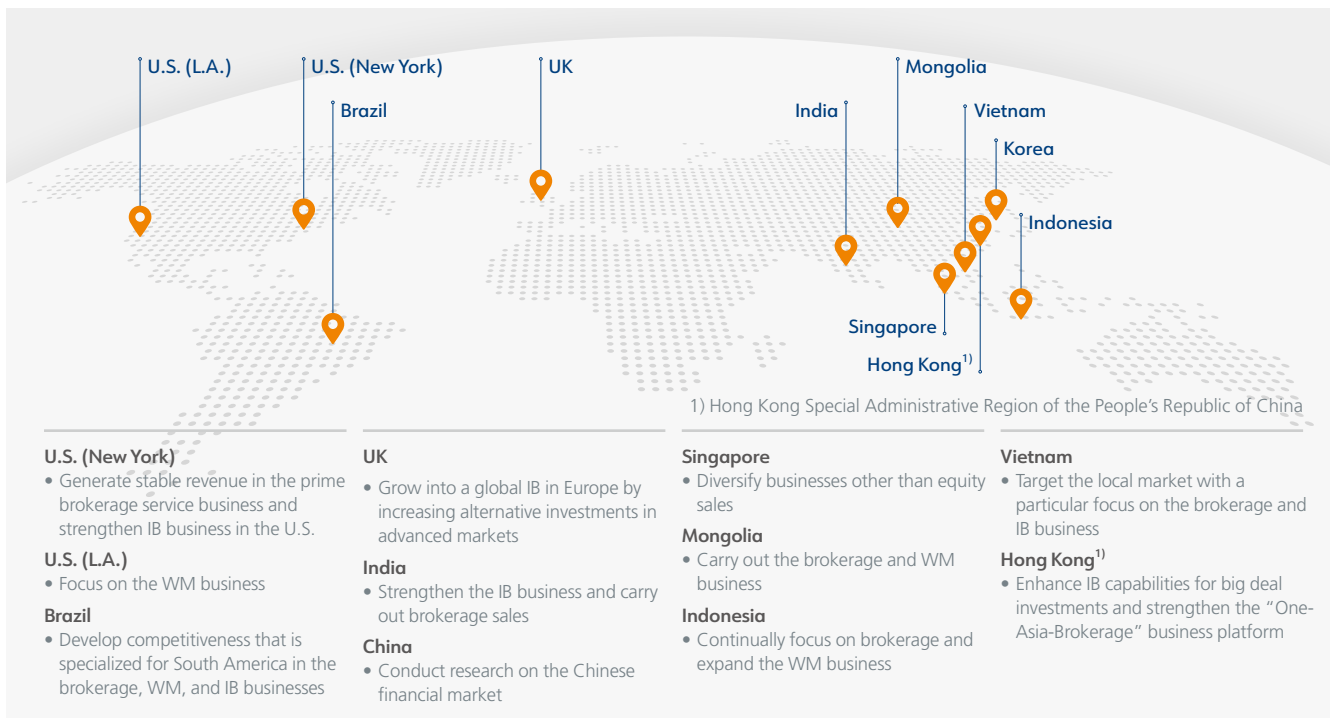 U.S. (L.A.)
U.S. (New York)
UK
Mongolia
Brazil
India
Vietnam
Korea
Indonesia
Singapore
Hong Kong1)
1) Hong Kong Special Administrative Region of the People’s Republic of China
U.S. (New York)
• Generate stable revenue in the prime
brokerage service business and
strengthen IB business in the U.S.
U.S. (L.A.)
• Focus on the WM business
Brazil
• Develop competitiveness that is
specialized for South America in the
brokerage, WM, and IB businesses
UK
• Grow into a global IB in Europe by
increasing alternative investments in
advanced markets
India
• Strengthen the IB business and carry
out brokerage sales
China
• Conduct research on the Chinese
financial market
Singapore
• Diversify businesses other than equity
sales
Mongolia
• Carry out the brokerage and WM
business
Indonesia
• Continually focus on brokerage and
expand the WM business
Vietnam
• Target the local market with a
particular focus on the brokerage and
IB business
Hong Kong1)
• Enhance IB capabilities for big deal
investments and strengthen the “One-
Asia-Brokerage” business platform